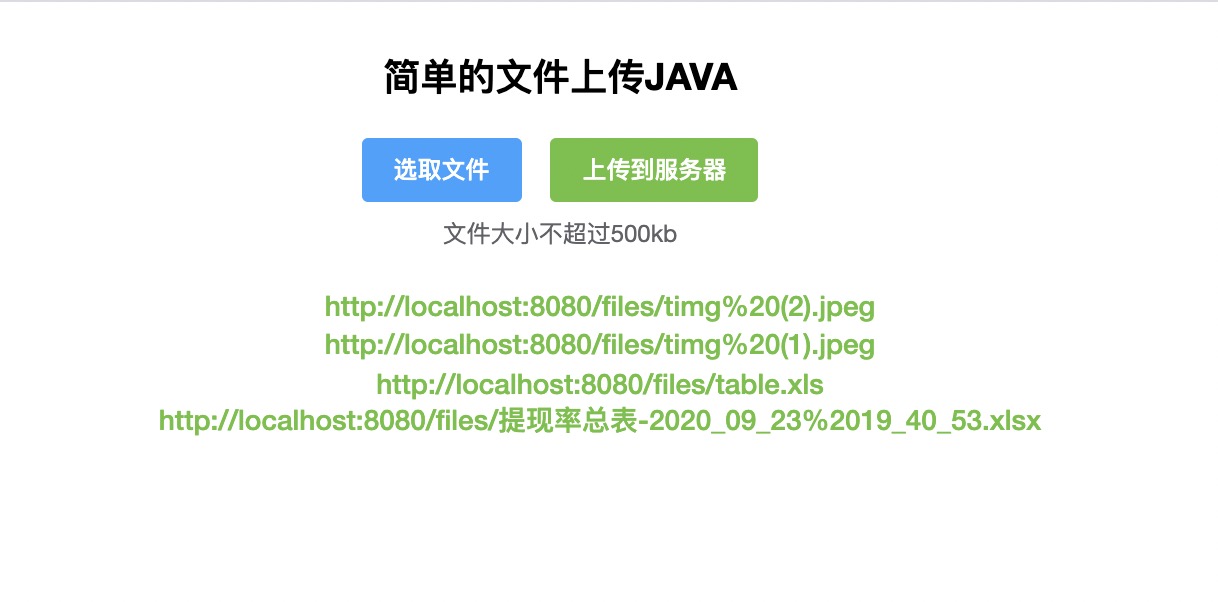 简单的文件上传JAVA
选取文件 上传到服务器
文件大小不超过500kb
http://localhost:8080/files/timg%20(2).jpeg
http://localhost:8080/files/timg%20(1).jpeg
http://localhost:8080/files/table.xls
http://localhost:8080/files/提现率总表-2020_09_23%2019_40_53.xlsx